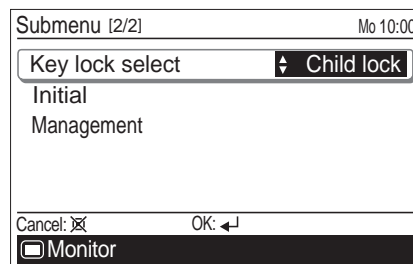 Submenu [2/2] Mo 10:00
Key lock select Child lock
Initial
Management
Cancel: OK:
Monitor